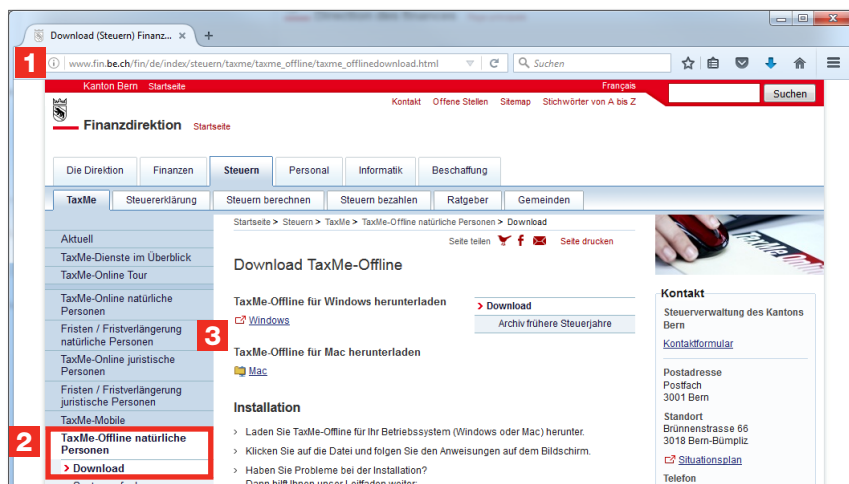 Download (Steuern) Finanz...
1
www.fin.be.ch/fin/de/index/steuern/taxme/taxme_offline/taxme_offlinedownload.html
Suchen
Kanton Bern Startseite
Français
Suchen
Kontakt Offene Stellen Sitemap Stichwörter von A bis Z
Finanzdirektion Startseite
Die Direktion Finanzen Steuern Personal Informatik Beschaffung
TaxMe Steuererklärung Steuern berechnen Steuern bezahlen Ratgeber Gemeinden
Startseite > Steuern > TaxMe > TaxMe-Offline natürliche Personen > Download
Seite teilen Seite drucken
Aktuell
TaxMe-Dienste im Überblick
TaxMe-Online Tour
TaxMe-Online natürliche
Personen
Fristen / Fristverlängerung
natürliche Personen
TaxMe-Online juristische
Personen
Fristen / Fristverlängerung
juristische Personen
TaxMe-Mobile
2
TaxMe-Offline natürliche
Personen
> Download
Download TaxMe-Offline
TaxMe-Offline für Windows herunterladen
Windows
3
TaxMe-Offline für Mac herunterladen
Mac
> Download
Archiv frühere Steuerjahre
Installation
> Laden Sie TaxMe-Offline für Ihr Betriebssystem (Windows oder Mac) herunter.
> Klicken Sie auf die Datei und folgen Sie den Anweisungen auf dem Bildschirm.
> Haben Sie Probleme bei der Installation?
Dann hilft Ihnen unser Leitfaden weiter:
TaxMe-Online
Kontakt
Steuerverwaltung des Kantons
Bern
Kontaktformular
Postadresse
Postfach
3001 Bern
Standort
Brünnenstrasse 66
3018 Bern-Bümpliz
Situationsplan
Telefon